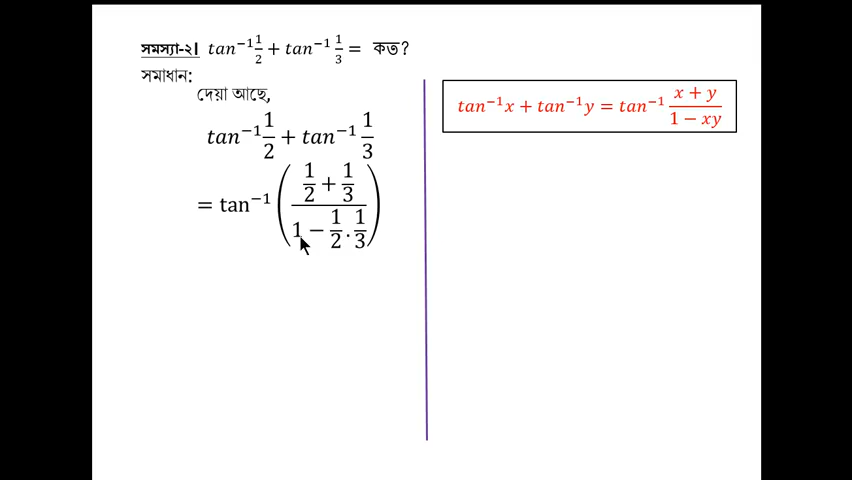 সমস্যা-২। tan⁻¹ 1/2 + tan⁻¹ 1/3 = কত?
সমাধান:
দেয়া আছে,
tan⁻¹ 1/2 + tan⁻¹ 1/3
= tan⁻¹ ((1/2 + 1/3)/(1 − 1/2 . 1/3))
tan⁻¹x + tan⁻¹y = tan⁻¹ (x + y)/(1 − xy)